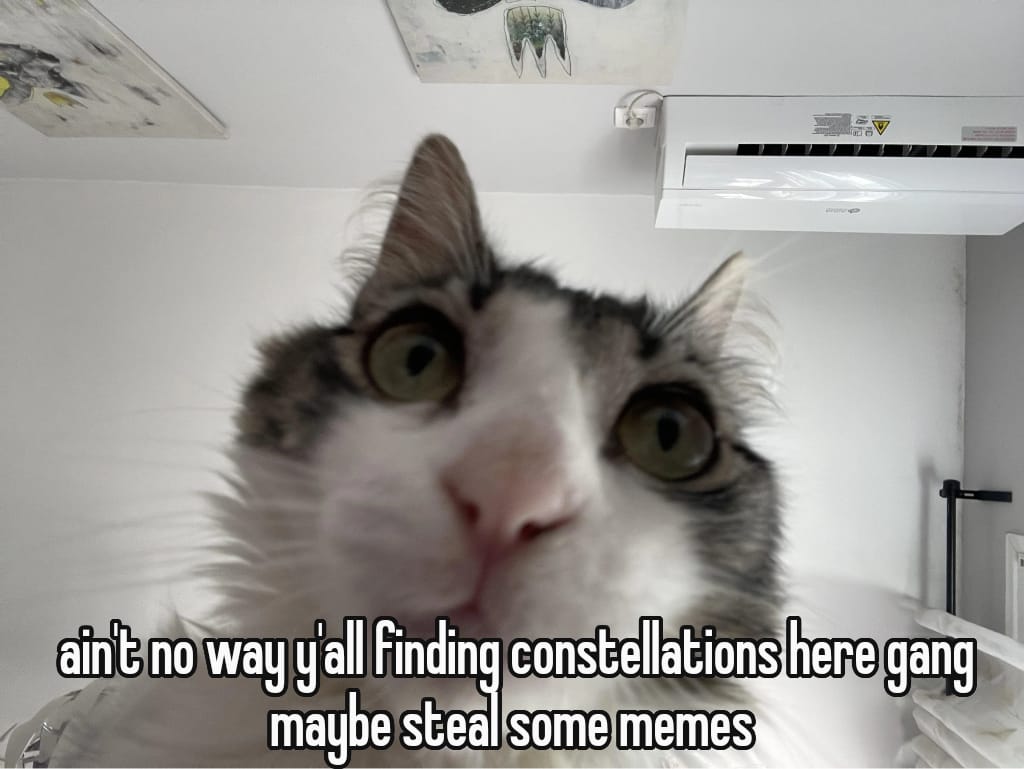 ain't no way y'all finding constellations here gang
maybe steal some memes